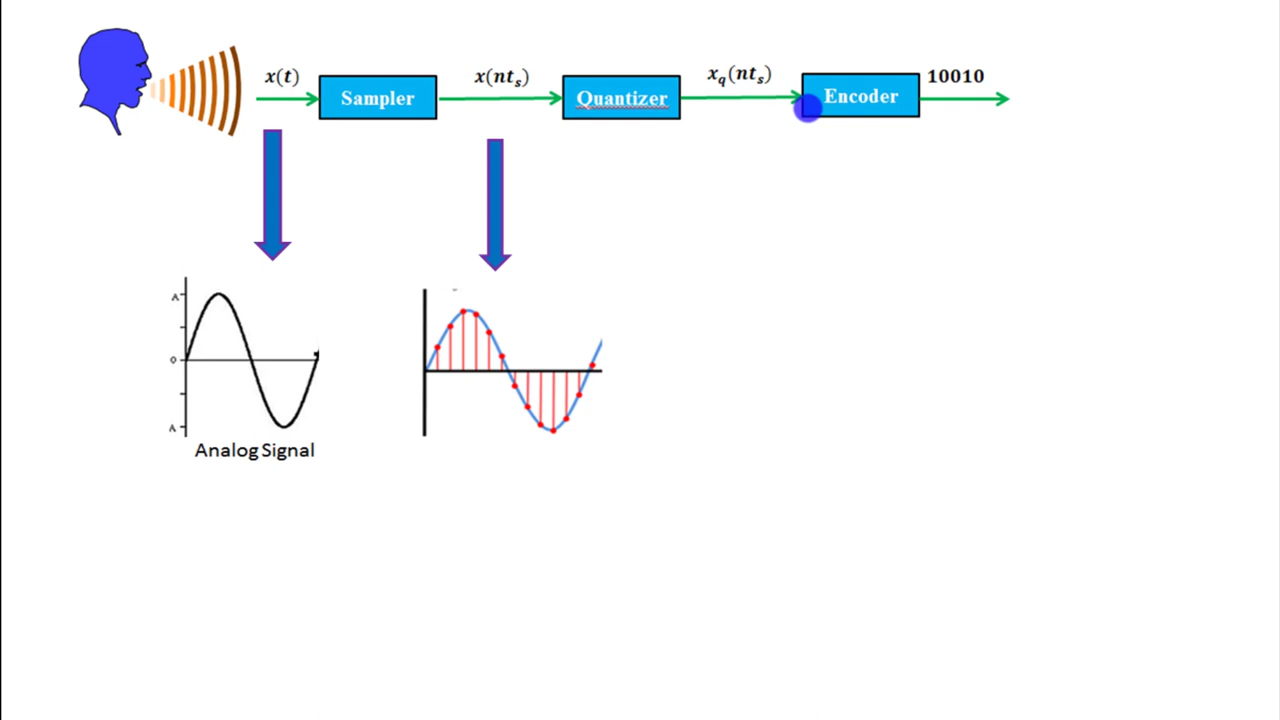 x(t)
Sampler
x(nt_s)
Quantizer
x_q(nt_s)
Encoder
10010
A
0
A
Analog Signal